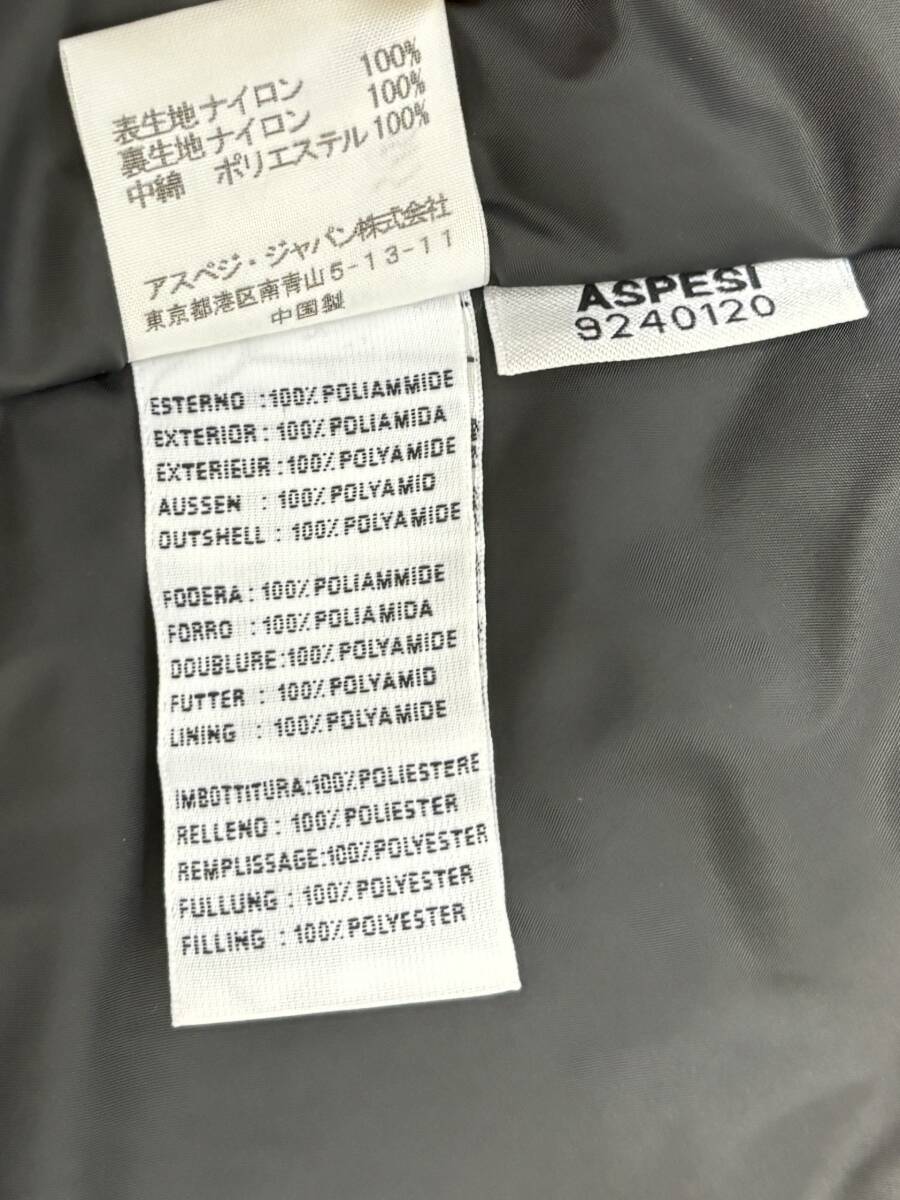 表生地ナイロン 100%
裏生地ナイロン 100%
中綿 ポリエステル100%
アスペジ・ジャパン株式会社
東京都港区南青山5-13-11
中国製
ASPESI
9240120
ESTERNO :100% POLIAMMIDE
EXTERIOR : 100% POLIAMIDA
EXTERIEUR :100% POLYAMIDE
AUSSEN : 100% POLYAMID
OUTSHELL : 100% POLYAMIDE
FODERA : 100% POLIAMMIDE
FORRO : 100% POLIAMIDA
DOUBLURE:100% POLYAMIDE
FUTTER : 100% POLYAMID
LINING : 100% POLYAMIDE
IMBOTTITURA:100% POLIESTERE
RELLENO : 100% POLIESTER
REMPLISSAGE:100% POLYESTER
FULLUNG : 100% POLYESTER
FILLING : 100% POLYESTER